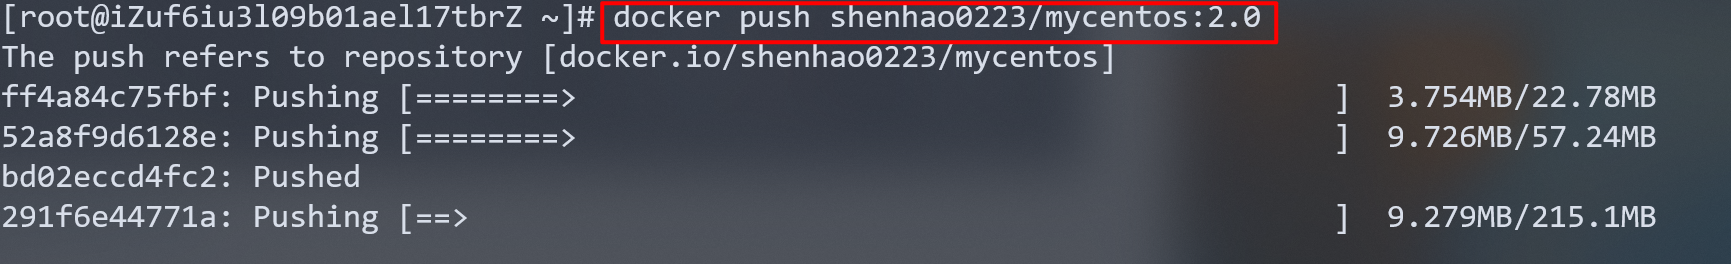 [root@iZuf6iu3l09b01ael17tbrZ ~]# docker push shenhao0223/mycentos:2.0
The push refers to repository [docker.io/shenhao0223/mycentos]
ff4a84c75fbf: Pushing [========>                                          ]  3.754MB/22.78MB
52a8f9d6128e: Pushing [========>                                          ]  9.726MB/57.24MB
bd02eccd4fc2: Pushed
291f6e44771a: Pushing [==>                                                ]  9.279MB/215.1MB